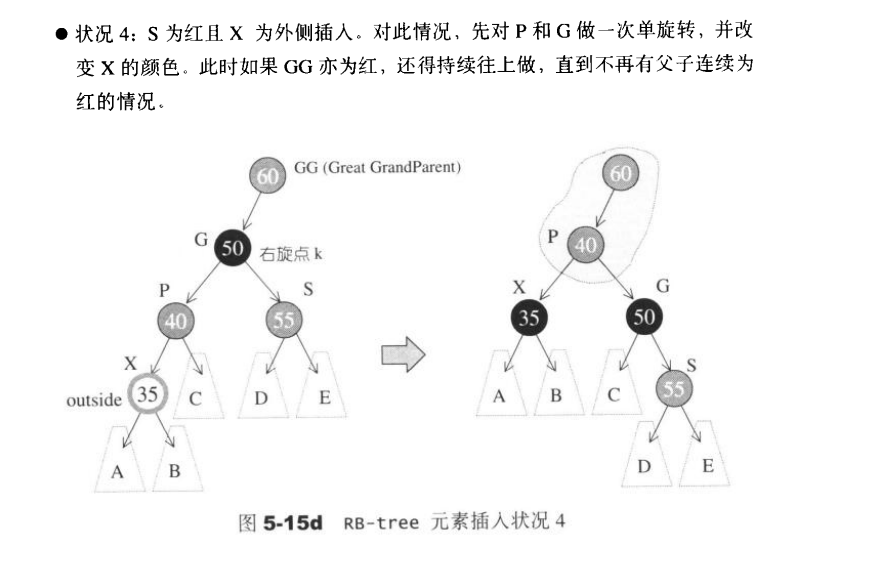 ● 状况 4：S 为红且 X 为外侧插入。对此情况，先对 P 和 G 做一次单旋转，并改
变 X 的颜色。此时如果 GG 亦为红，还得持续往上做，直到不再有父子连续为
红的情况。
60 GG (Great GrandParent)
G 50 右旋点 k
P S
40 55
X
outside 35 C D E
A B
60
P 40
X G
35 50
A B C S
55
D E
图 5-15d RB-tree 元素插入状况 4